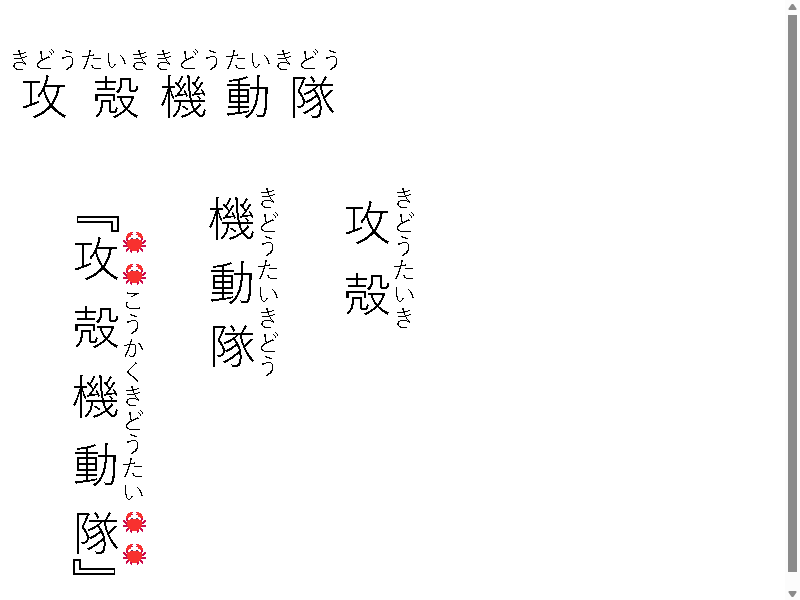 きどうたいききどうたいきどう
攻殻機動隊
きどうたいき
攻殻
きどうたいきどう
機動隊
🦀🦀こうかくきどうたい🦀🦀
『攻殻機動隊』